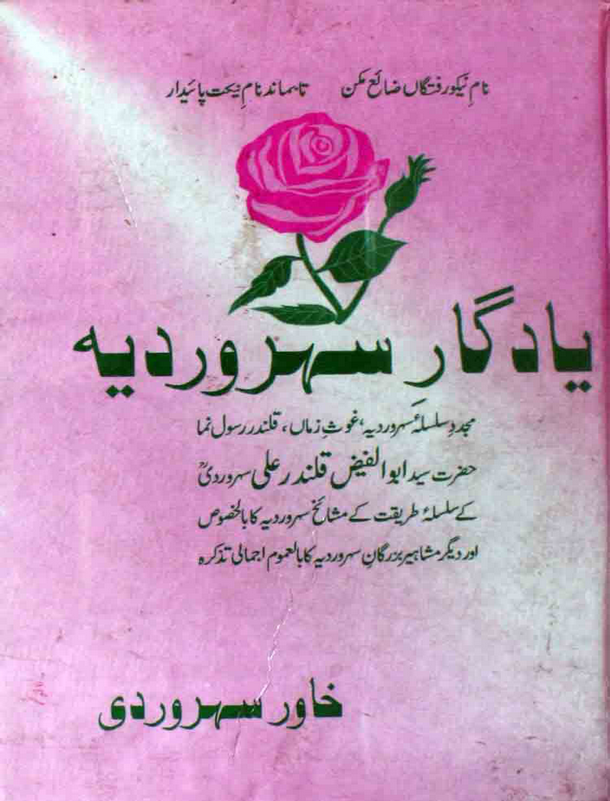 نامِ نیکو رفتگاں ضائع مکن تا بماند نامِ نیکت پائیدار
یادگارِ سہروردیہ
مجددِ سلسلۂ سہروردیہ، غوثِ زماں، قلندر رسول نما
حضرت سید ابوالفیض قلندر علی سہروردیؒ
کے سلسلۂ طریقت کے مشائخ سہروردیہ کا بالخصوص
اور دیگر مشاہیر بزرگانِ سہروردیہ کا بالعموم اجمالی تذکرہ
خاور سہروردی